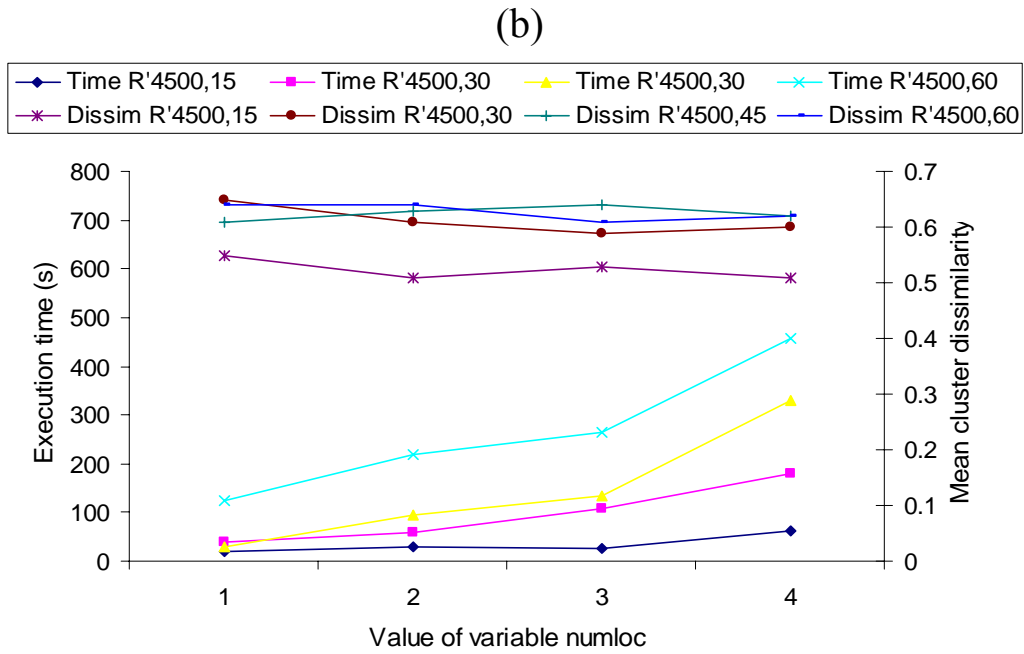 (b)
Time R'4500,15 Time R'4500,30 Time R'4500,30 Time R'4500,60
Dissim R'4500,15 Dissim R'4500,30 Dissim R'4500,45 Dissim R'4500,60
800
700
600
500
400
300
200
100
0
Execution time (s)
0.7
0.6
0.5
0.4
0.3
0.2
0.1
0
Mean cluster dissimilarity
1 2 3 4
Value of variable numloc